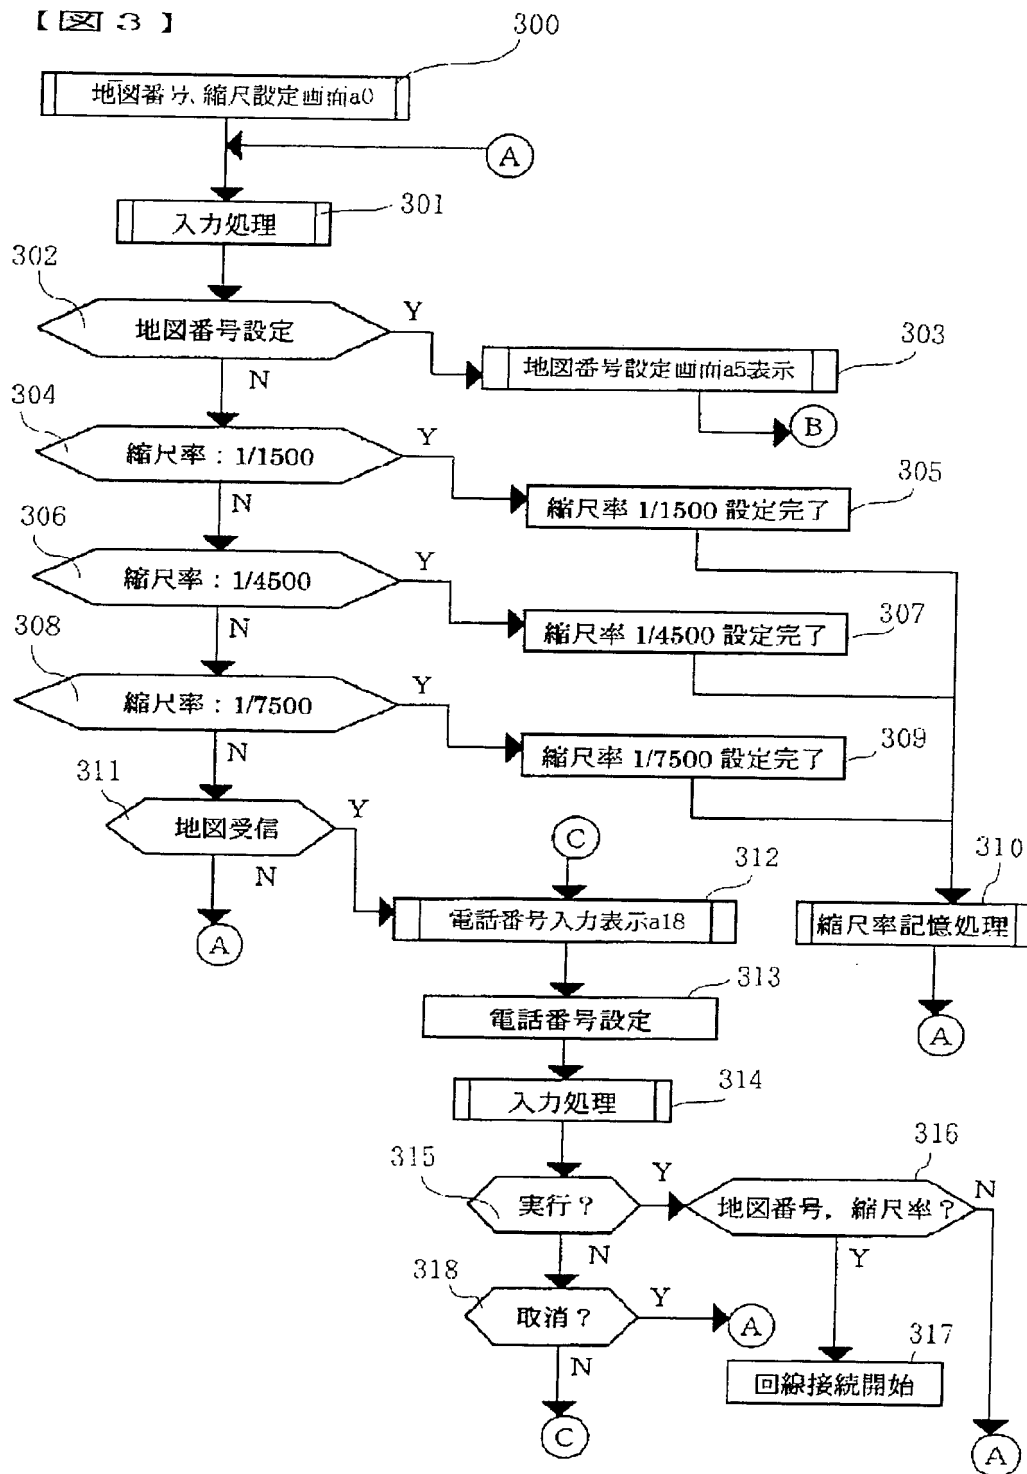 【図３】
300
地図番号、縮尺設定画面a0
A
301
入力処理
302
地図番号設定
Y
N
303
地図番号設定画面a5表示
B
304
縮尺率：1/1500
Y
N
305
縮尺率 1/1500 設定完了
306
縮尺率：1/4500
Y
N
307
縮尺率 1/4500 設定完了
308
縮尺率：1/7500
Y
N
309
縮尺率 1/7500 設定完了
311
地図受信
Y
N
A
C
312
電話番号入力表示a18
310
縮尺率記憶処理
A
313
電話番号設定
314
入力処理
315
実行？
Y
N
316
地図番号，縮尺率？
N
Y
318
取消？
Y
A
N
C
317
回線接続開始
A